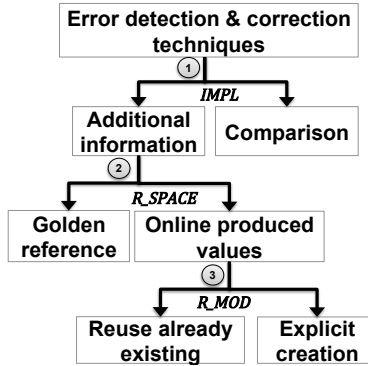 Error detection & correction
techniques
1
IMPL
Additional
information
Comparison
2
R_SPACE
Golden
reference
Online produced
values
3
R_MOD
Reuse already
existing
Explicit
creation